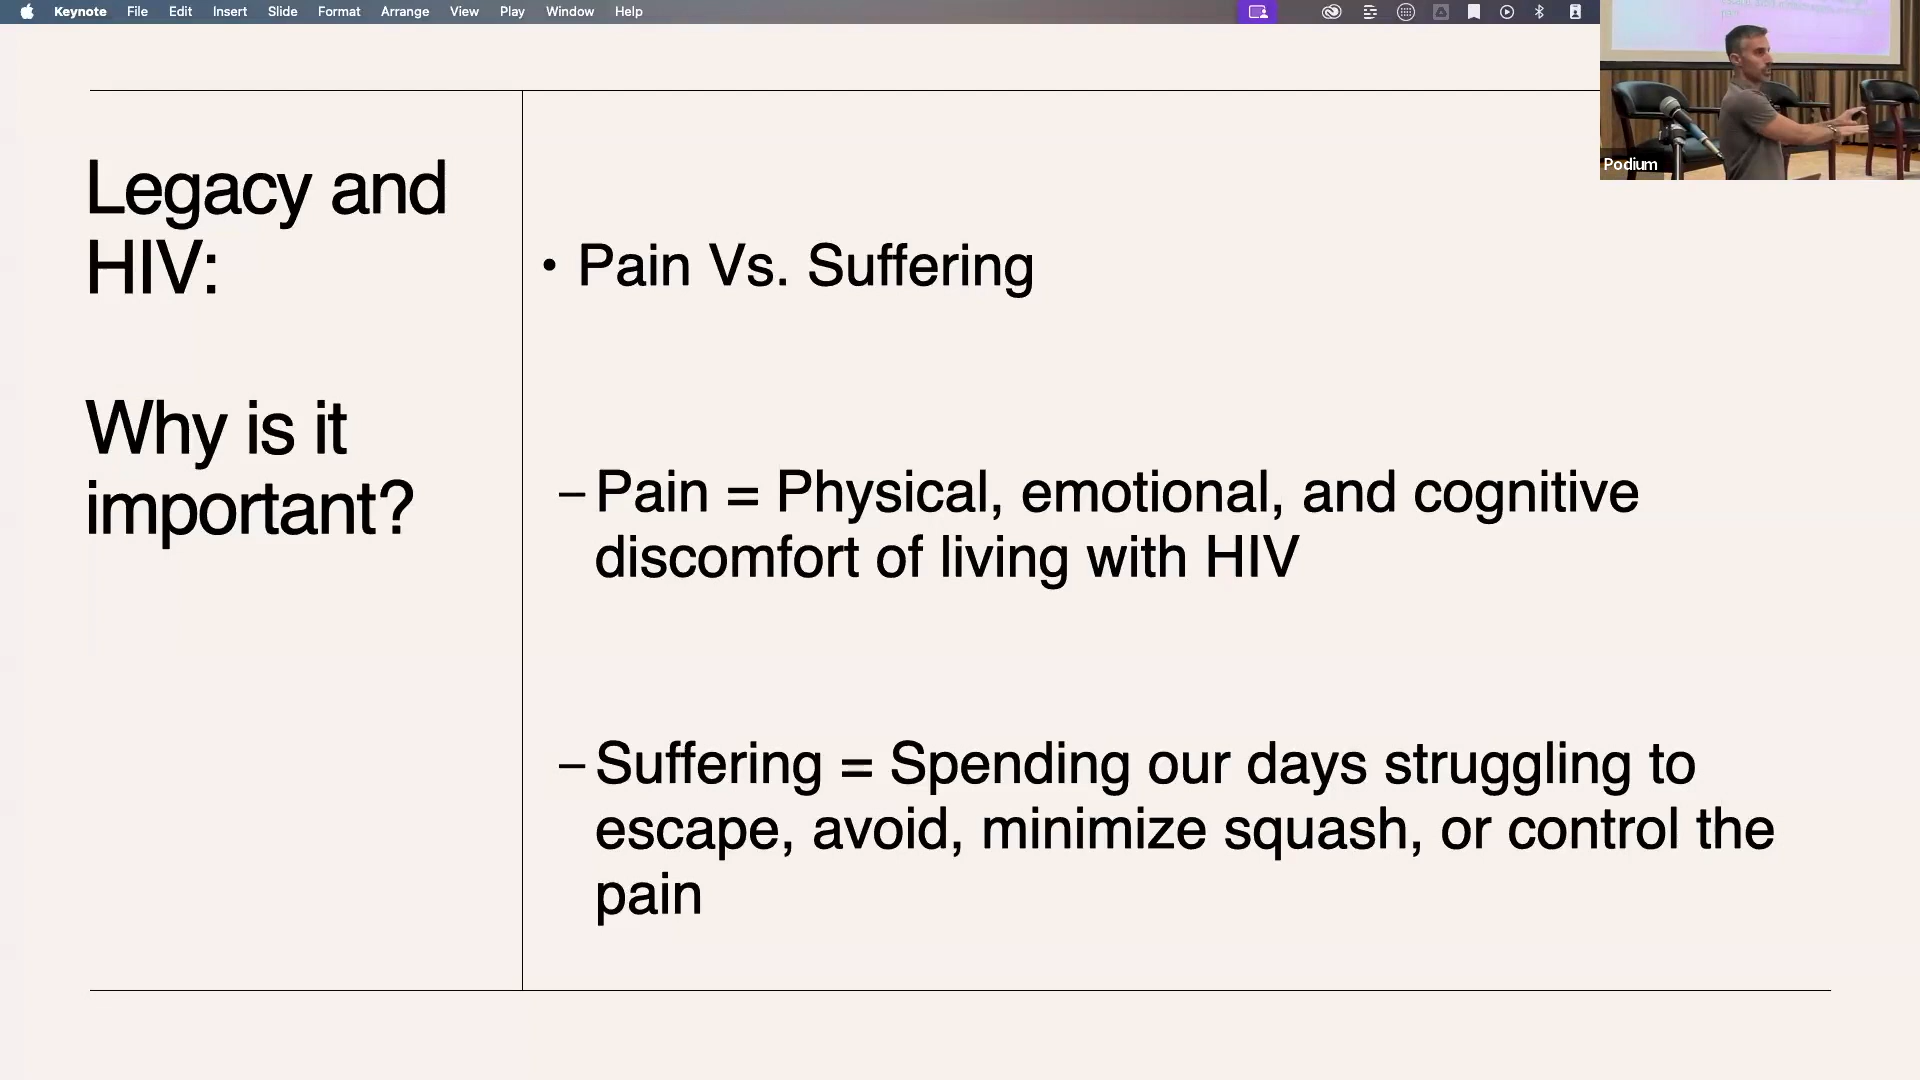 Keynote File Edit Insert Slide Format Arrange View Play Window Help
Legacy and
HIV:
Why is it
important?
• Pain Vs. Suffering
– Pain = Physical, emotional, and cognitive
discomfort of living with HIV
– Suffering = Spending our days struggling to
escape, avoid, minimize squash, or control the
pain
Podium